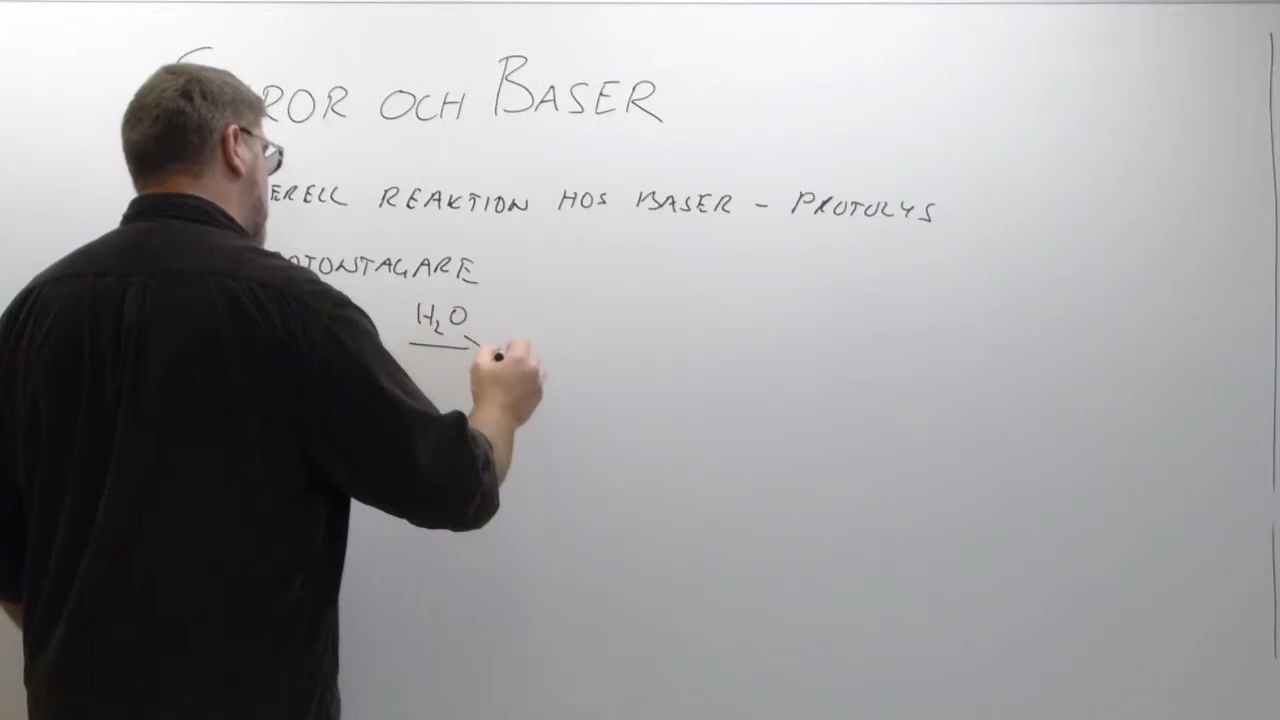 ROR OCH BASER
ERELL REAKTION HOS BASER – PROTOLYS
OTONTAGARE
H₂O